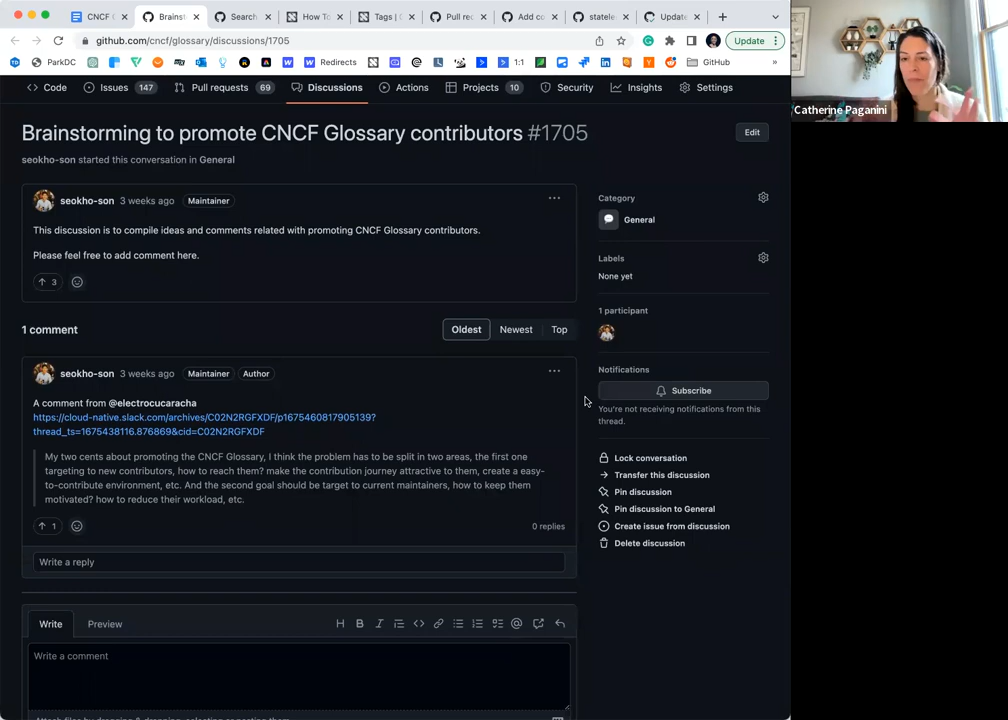 CNCF
Brainst
Search
How To
Tags |
Pull re
Add co
statele
Update
github.com/cncf/glossary/discussions/1705
Update
ParkDC
Redirects
1:1
GitHub
Code
Issues 147
Pull requests 69
Discussions
Actions
Projects 10
Security
Insights
Settings
Catherine Paganini
Brainstorming to promote CNCF Glossary contributors #1705
Edit
seokho-son started this conversation in General
seokho-son 3 weeks ago Maintainer
This discussion is to compile ideas and comments related with promoting CNCF Glossary contributors.
Please feel free to add comment here.
3
Category
General
Labels
None yet
1 participant
Notifications
Subscribe
You're not receiving notifications from this
thread.
Lock conversation
Transfer this discussion
Pin discussion
Pin discussion to General
Create issue from discussion
Delete discussion
1 comment
Oldest
Newest
Top
seokho-son 3 weeks ago Maintainer Author
A comment from @electrocucaracha
https://cloud-native.slack.com/archives/C02N2RGFXDF/p1675460817905139?
thread_ts=1675438116.876869&cid=C02N2RGFXDF
My two cents about promoting the CNCF Glossary, I think the problem has to be split in two areas, the first one
targeting to new contributors, how to reach them? make the contribution journey attractive to them, create a easy-
to-contribute environment, etc. And the second goal should be target to current maintainers, how to keep them
motivated? how to reduce their workload, etc.
1
0 replies
Write a reply
Write
Preview
Write a comment